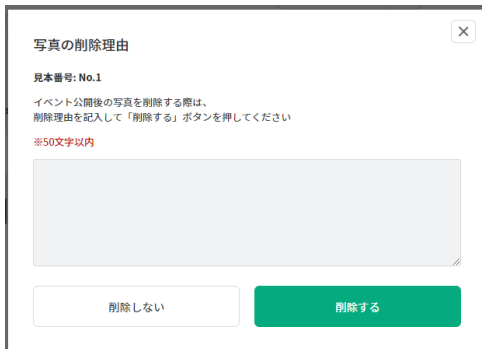 写真の削除理由
見本番号: No.1
イベント公開後の写真を削除する際は、
削除理由を記入して「削除する」ボタンを押してください
※50文字以内
削除しない
削除する